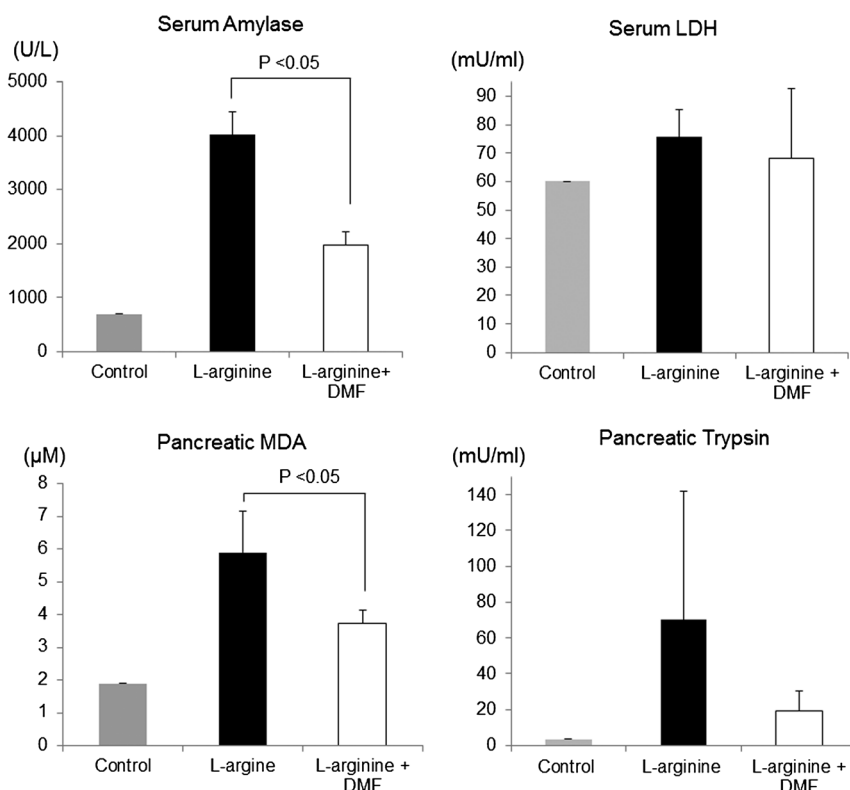 Serum Amylase
(U/L)
P <0.05
5000
4000
3000
2000
1000
0
Control
L-arginine
L-arginine+
DMF
Serum LDH
(mU/ml)
90
80
70
60
50
40
30
20
10
0
Control
L-arginine
L-arginine +
DMF
Pancreatic MDA
(µM)
P <0.05
8
7
6
5
4
3
2
1
0
Control
L-argine
L-arginine +
DMF
Pancreatic Trypsin
(mU/ml)
140
120
100
80
60
40
20
0
Control
L-arginine
L-arginine +
DMF